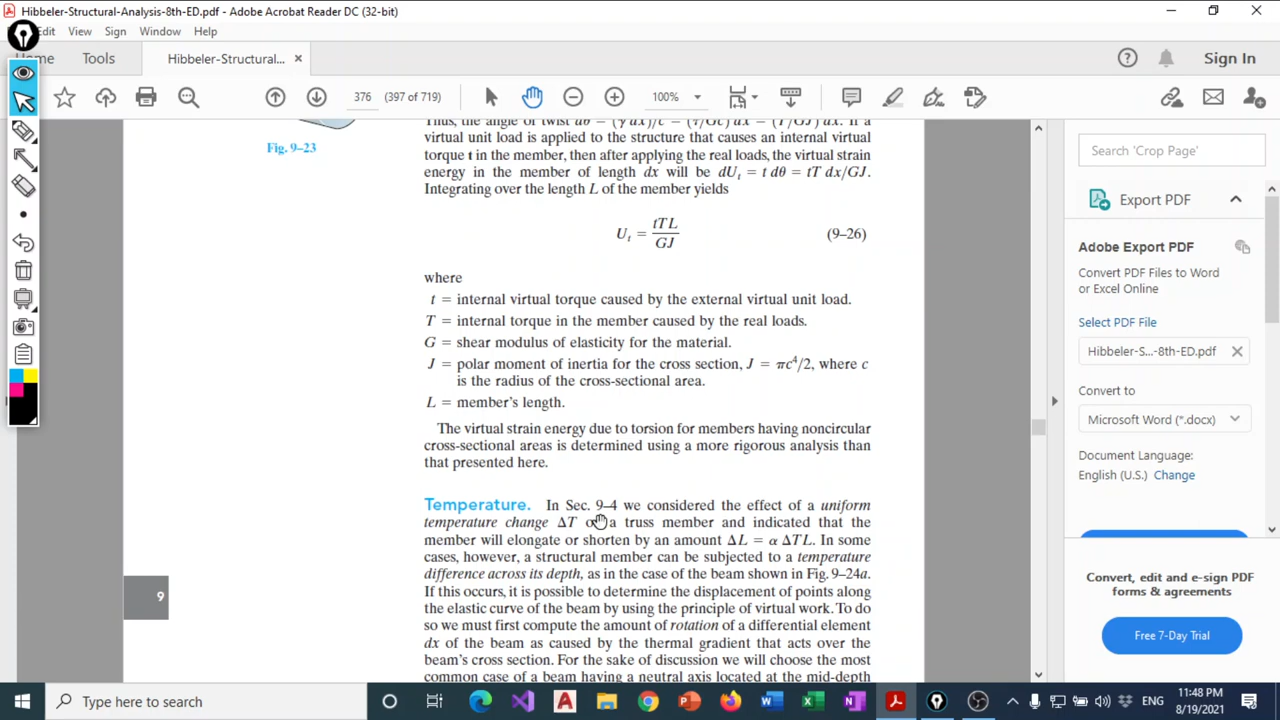 Hibbeler-Structural-Analysis-8th-ED.pdf - Adobe Acrobat Reader DC (32-bit)
Edit View Sign Window Help
Home Tools Hibbeler-Structural... × Sign In
376 (397 of 719) 100%
Thus, the angle of twist dθ = (γ dx)/c = (τ/Gc) dx = (T/GJ) dx. If a
virtual unit load is applied to the structure that causes an internal virtual
torque t in the member, then after applying the real loads, the virtual strain
energy in the member of length dx will be dUt = t dθ = tT dx/GJ.
Integrating over the length L of the member yields
Fig. 9–23
Ut = tTL/GJ (9–26)
where
t = internal virtual torque caused by the external virtual unit load.
T = internal torque in the member caused by the real loads.
G = shear modulus of elasticity for the material.
J = polar moment of inertia for the cross section, J = πc⁴/2, where c
is the radius of the cross-sectional area.
L = member's length.
The virtual strain energy due to torsion for members having noncircular
cross-sectional areas is determined using a more rigorous analysis than
that presented here.
Temperature. In Sec. 9–4 we considered the effect of a uniform
temperature change ΔT a truss member and indicated that the
member will elongate or shorten by an amount ΔL = α ΔTL. In some
cases, however, a structural member can be subjected to a temperature
difference across its depth, as in the case of the beam shown in Fig. 9–24a.
If this occurs, it is possible to determine the displacement of points along
the elastic curve of the beam by using the principle of virtual work. To do
so we must first compute the amount of rotation of a differential element
dx of the beam as caused by the thermal gradient that acts over the
beam's cross section. For the sake of discussion we will choose the most
common case of a beam having a neutral axis located at the mid-depth
9
Search 'Crop Page'
Export PDF
Adobe Export PDF
Convert PDF Files to Word
or Excel Online
Select PDF File
Hibbeler-S...-8th-ED.pdf ×
Convert to
Microsoft Word (*.docx)
Document Language:
English (U.S.) Change
Convert, edit and e-sign PDF
forms & agreements
Free 7-Day Trial
Type here to search
ENG
11:48 PM
8/19/2021